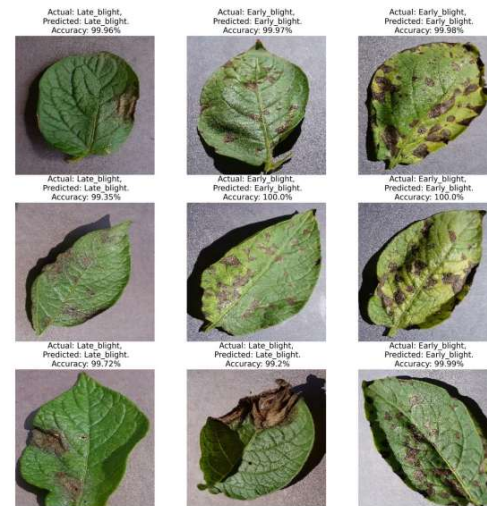 Actual: Late_blight,
Predicted: Late_blight.
Accuracy: 99.96%
Actual: Early_blight,
Predicted: Early_blight.
Accuracy: 99.97%
Actual: Early_blight,
Predicted: Early_blight.
Accuracy: 99.98%
Actual: Late_blight,
Predicted: Late_blight.
Accuracy: 99.35%
Actual: Early_blight,
Predicted: Early_blight.
Accuracy: 100.0%
Actual: Early_blight,
Predicted: Early_blight.
Accuracy: 100.0%
Actual: Late_blight,
Predicted: Late_blight.
Accuracy: 99.72%
Actual: Late_blight,
Predicted: Late_blight.
Accuracy: 99.2%
Actual: Early_blight,
Predicted: Early_blight.
Accuracy: 99.99%